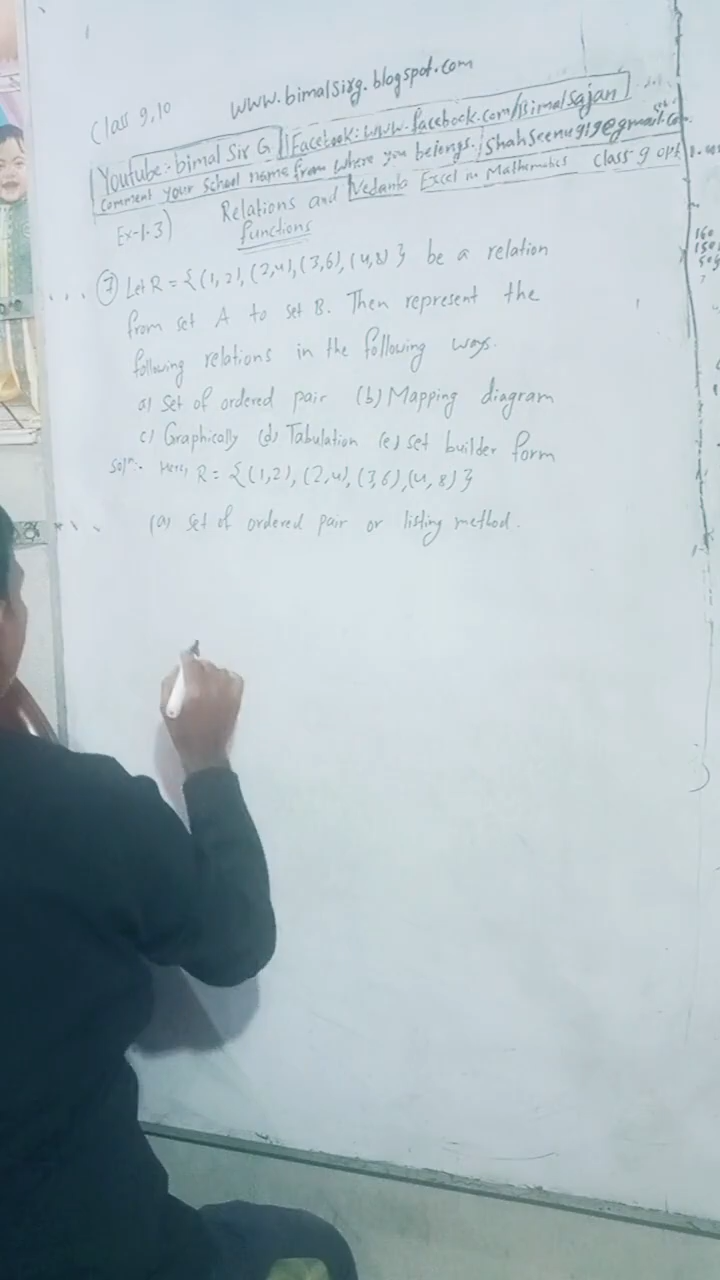 www.bimalsirg.blogspot.com
Class 9,10
Youtube:- bimal Sir G
Facebook: www.facebook.com/BimalSajan
Comment your School name from where you belongs.
Relations and functions
Vedanta Excel in Mathematics class 9 opt
Ex-1.3)
7 Let R = {(1,2), (2,4), (3,6), (4,8)} be a relation
from set A to set B. Then represent the
following relations in the following ways.
a) Set of ordered pair (b) Mapping diagram
c) Graphically (d) Tabulation (e) set builder form
Soln:- Here, R = {(1,2), (2,4), (3,6), (4,8)}
(a) set of ordered pair or listing method.